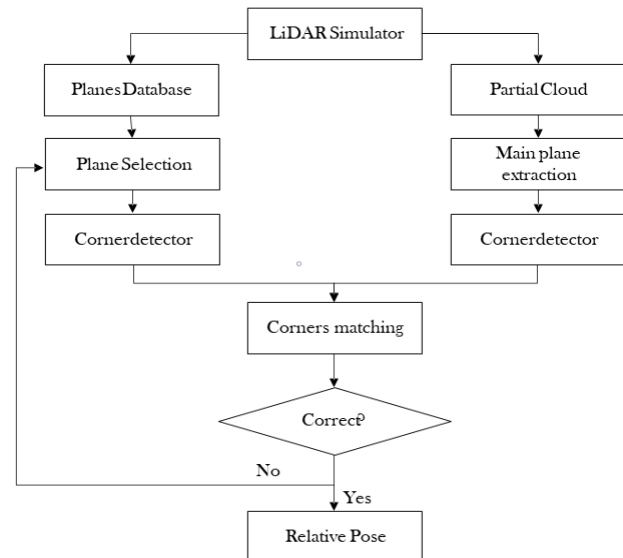 LiDAR Simulator
Planes Database
Partial Cloud
Plane Selection
Main plane
extraction
Cornerdetector
Cornerdetector
Corners matching
Correct?
No
Yes
Relative Pose